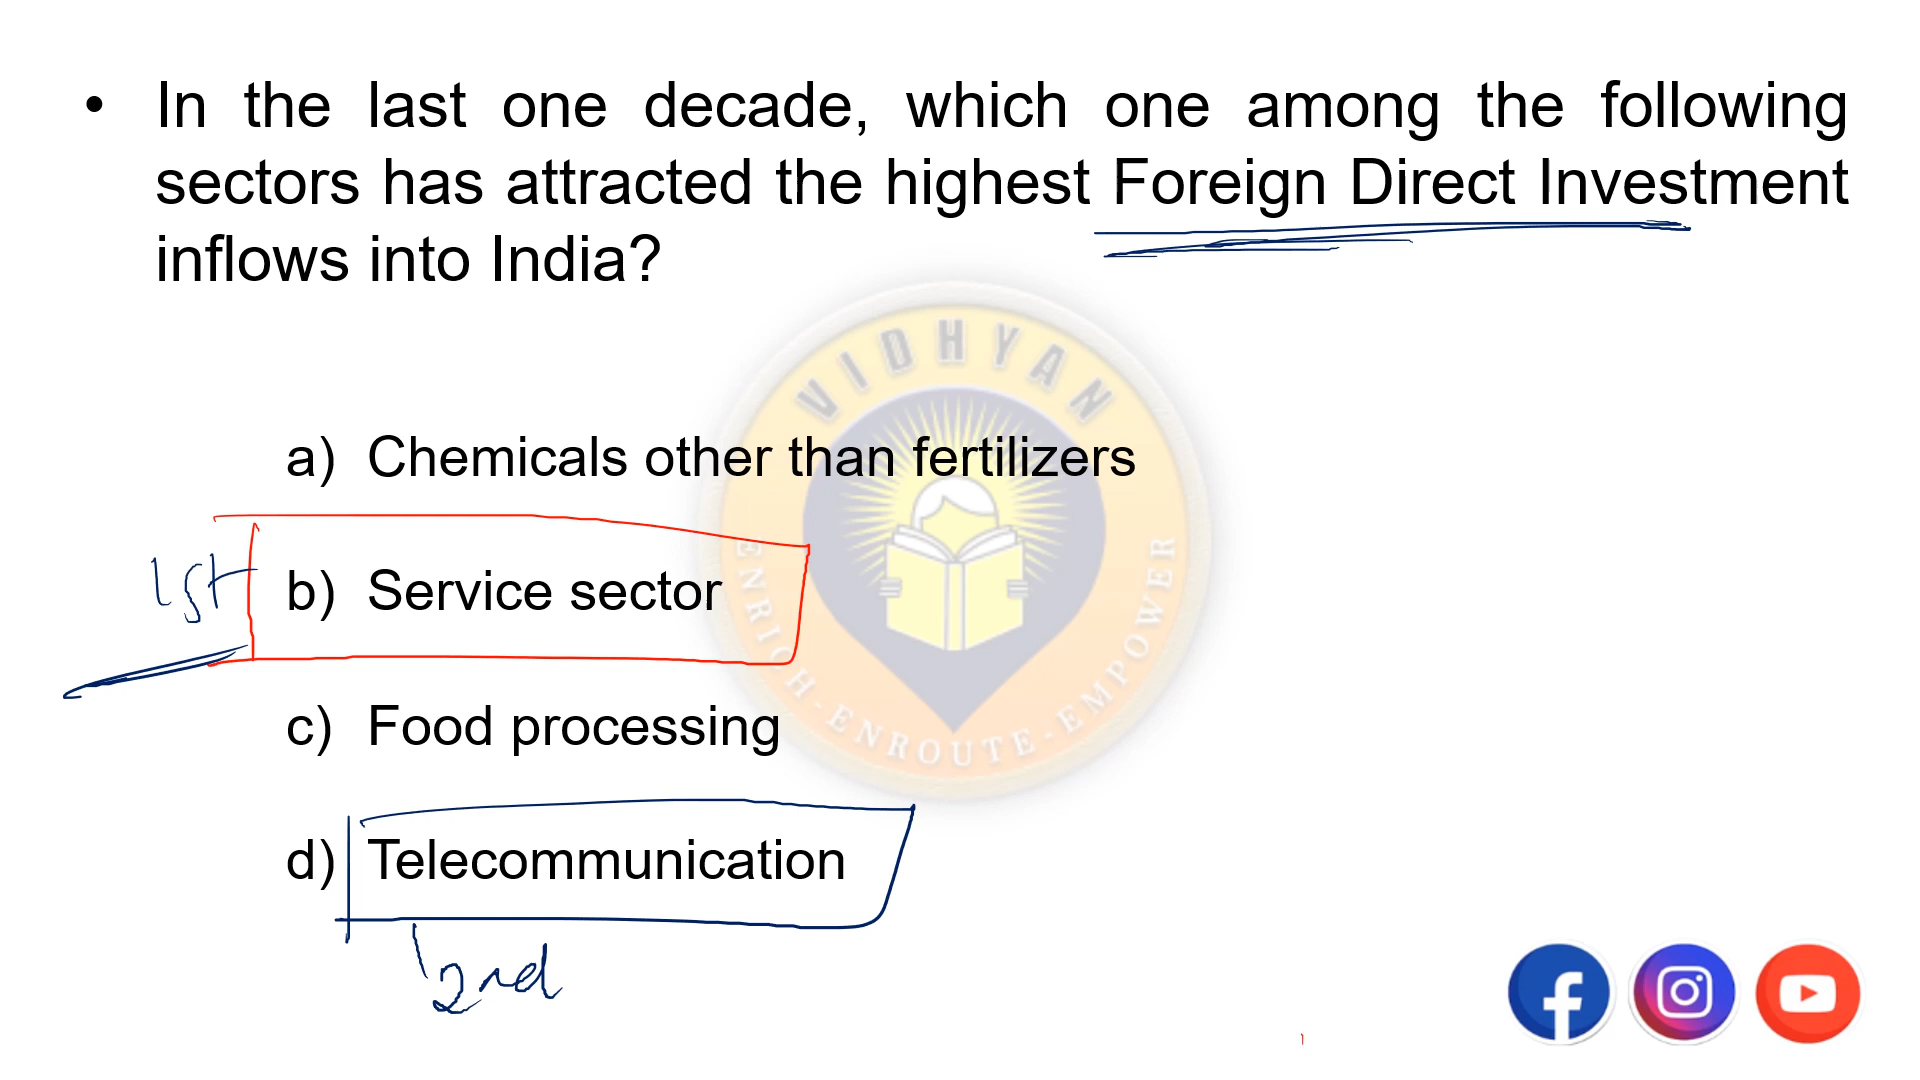 • In the last one decade, which one among the following
sectors has attracted the highest Foreign Direct Investment
inflows into India?
VIDHYAN
a) Chemicals other than fertilizers
1st b) Service sector
c) Food processing
ENRICH-ENROUTE-EMPOWER
d) Telecommunication
2nd